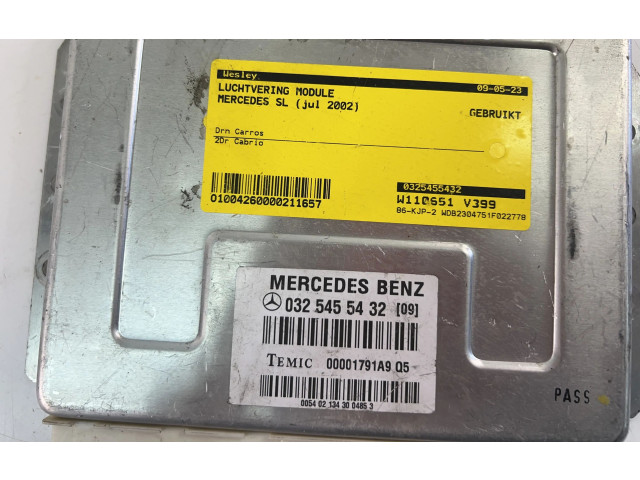 Wesley 09-05-23
LUCHTVERING MODULE
MERCEDES SL (jul 2002)
GEBRUIKT
Drn Carros
2Dr Cabrio
0325455432
W110651 V399
O1004260000211657
86-KJP-2 WDB2304751F022778
MERCEDES BENZ
032 545 54 32 [09]
TEMIC 00001791A9 Q5
0054 02 134 30 0485 3
PASS